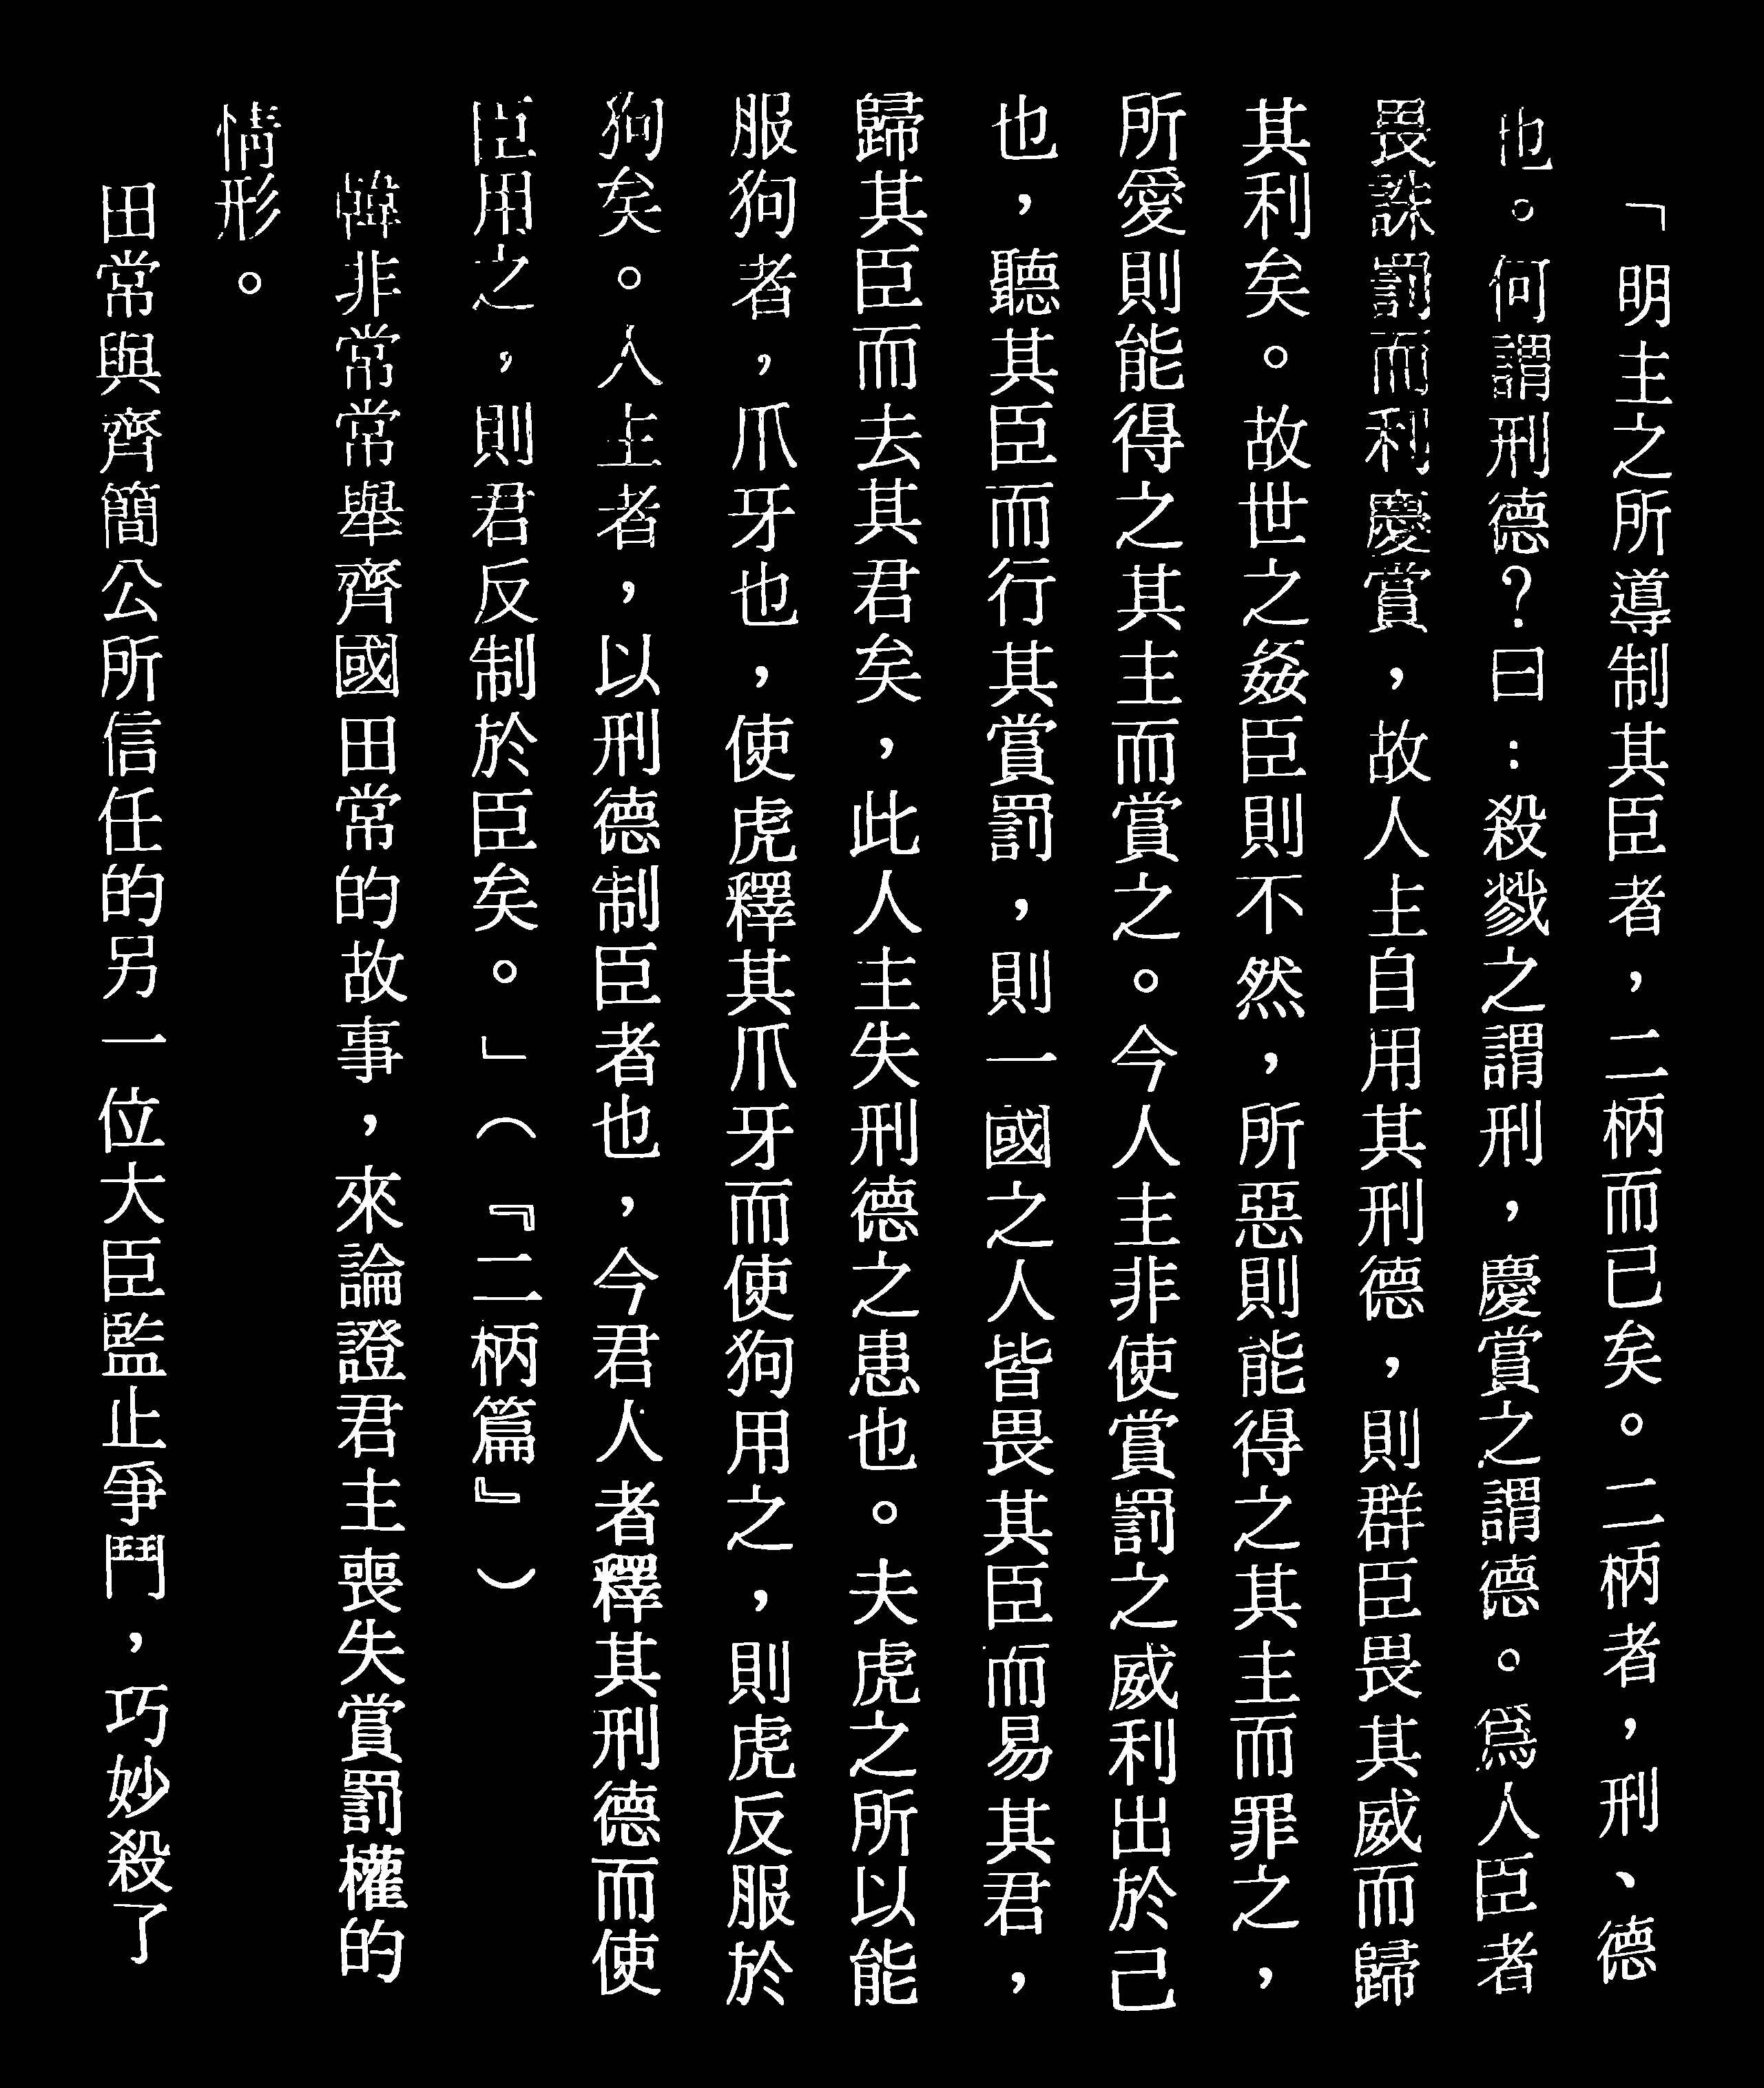 「明主之所導制其臣者，二柄而已矣。二柄者，刑、德
也。何謂刑德？曰：殺戮之謂刑，慶賞之謂德。爲人臣者
畏誅罰而利慶賞，故人主自用其刑德，則群臣畏其威而歸
其利矣。故世之姦臣則不然，所惡則能得之其主而罪之，
所愛則能得之其主而賞之。今人主非使賞罰之威利出於己
也，聽其臣而行其賞罰，則一國之人皆畏其臣而易其君，
歸其臣而去其君矣，此人主失刑德之患也。夫虎之所以能
服狗者，爪牙也，使虎釋其爪牙而使狗用之，則虎反服於
狗矣。人主者，以刑德制臣者也，今君人者釋其刑德而使
臣用之，則君反制於臣矣。」（『二柄篇』）
韓非常常舉齊國田常的故事，來論證君主喪失賞罰權的
情形。
田常與齊簡公所信任的另一位大臣監止爭鬥，巧妙殺了